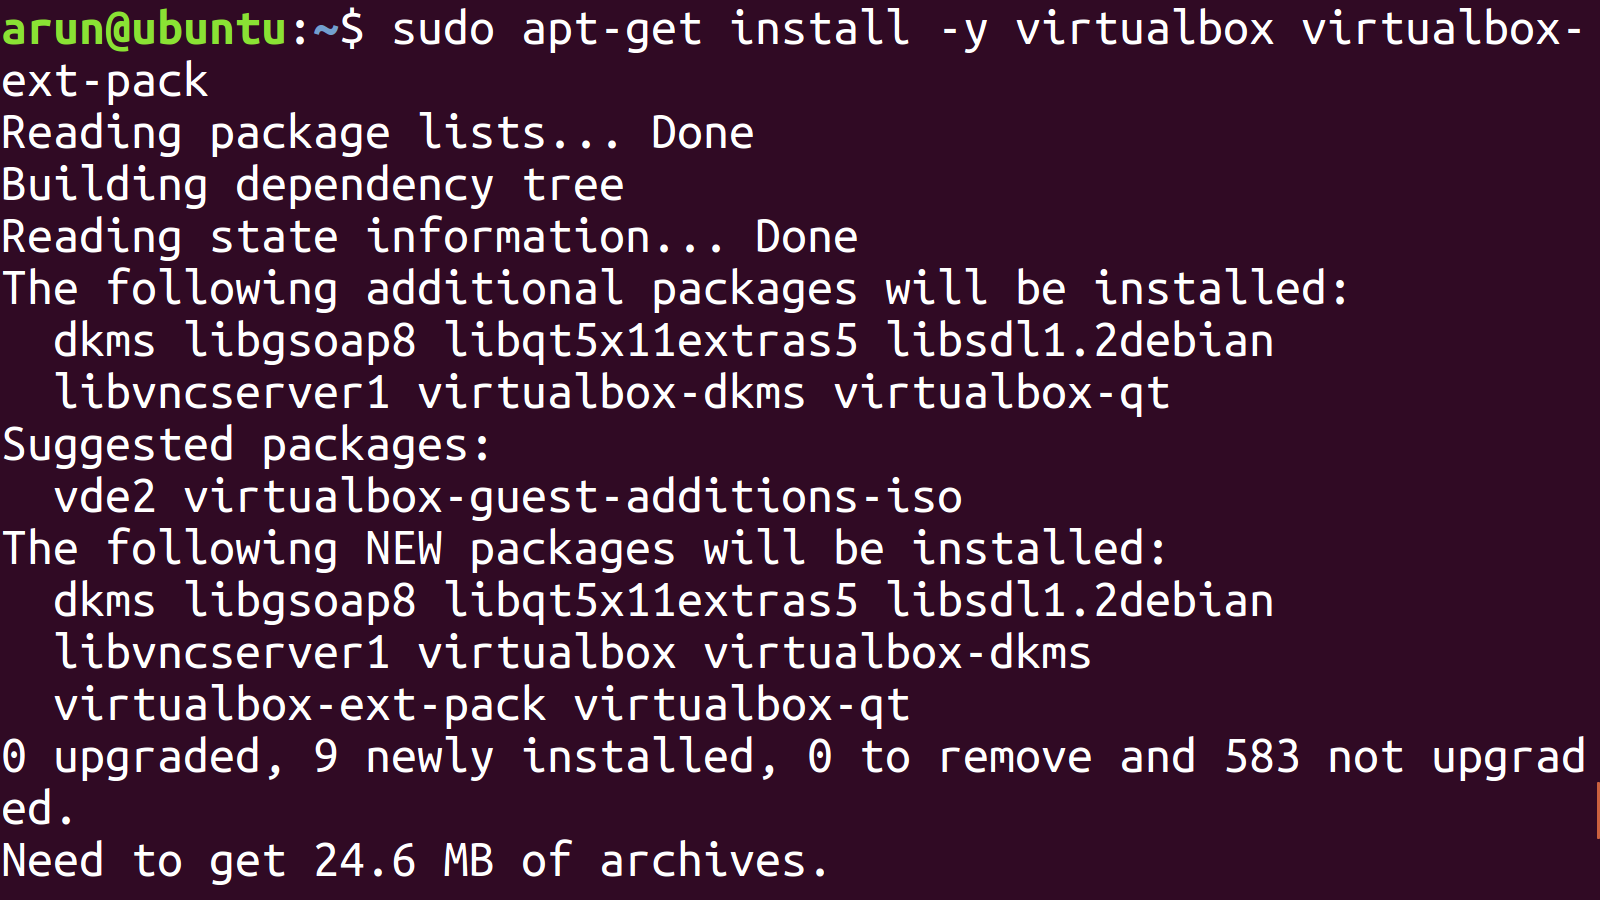 arun@ubuntu:~$ sudo apt-get install -y virtualbox virtualbox-
ext-pack
Reading package lists... Done
Building dependency tree
Reading state information... Done
The following additional packages will be installed:
  dkms libgsoap8 libqt5x11extras5 libsdl1.2debian
  libvncserver1 virtualbox-dkms virtualbox-qt
Suggested packages:
  vde2 virtualbox-guest-additions-iso
The following NEW packages will be installed:
  dkms libgsoap8 libqt5x11extras5 libsdl1.2debian
  libvncserver1 virtualbox virtualbox-dkms
  virtualbox-ext-pack virtualbox-qt
0 upgraded, 9 newly installed, 0 to remove and 583 not upgrad
ed.
Need to get 24.6 MB of archives.